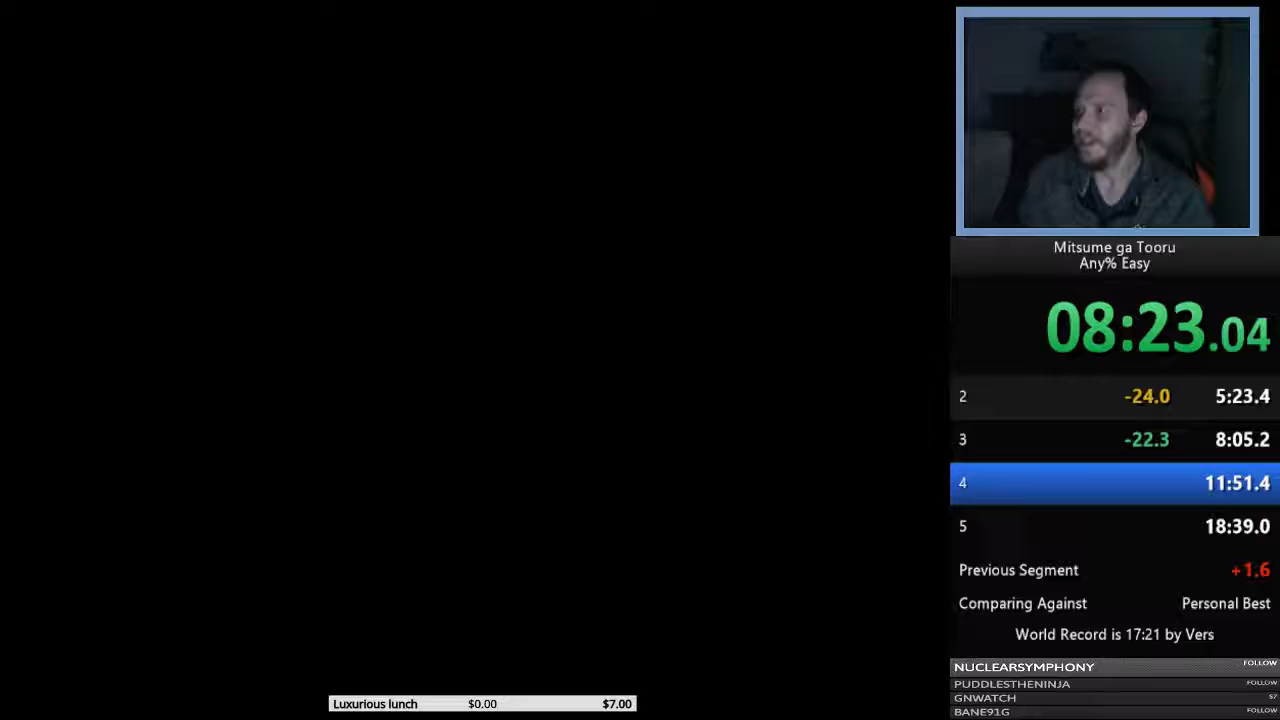 Mitsume ga Tooru
Any% Easy
08:23.04
2 -24.0 5:23.4
3 -22.3 8:05.2
4 11:51.4
5 18:39.0
Previous Segment +1.6
Comparing Against Personal Best
World Record is 17:21 by Vers
NUCLEARSYMPHONY FOLLOW
PUDDLESTHENINJA FOLLOW
GNWATCH $7
BANE91G FOLLOW
Luxurious lunch $0.00 $7.00